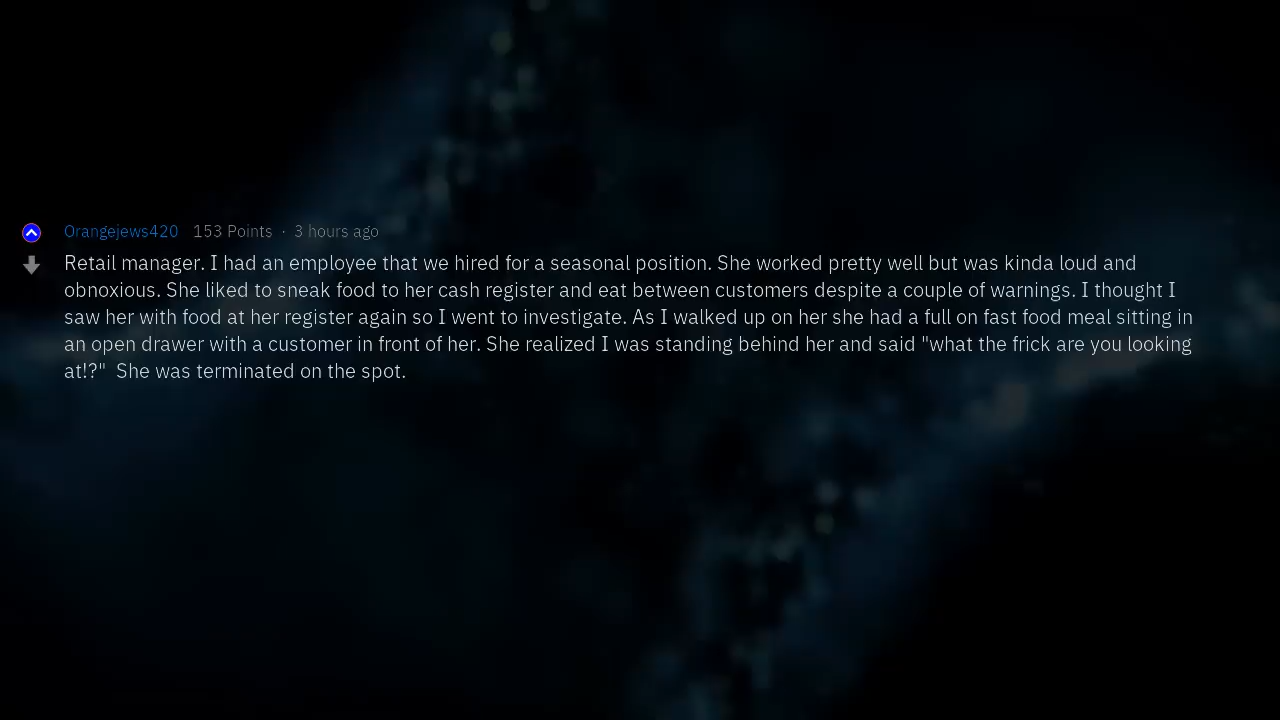 Orangejews420 153 Points · 3 hours ago
Retail manager. I had an employee that we hired for a seasonal position. She worked pretty well but was kinda loud and
obnoxious. She liked to sneak food to her cash register and eat between customers despite a couple of warnings. I thought I
saw her with food at her register again so I went to investigate. As I walked up on her she had a full on fast food meal sitting in
an open drawer with a customer in front of her. She realized I was standing behind her and said "what the frick are you looking
at!?"  She was terminated on the spot.